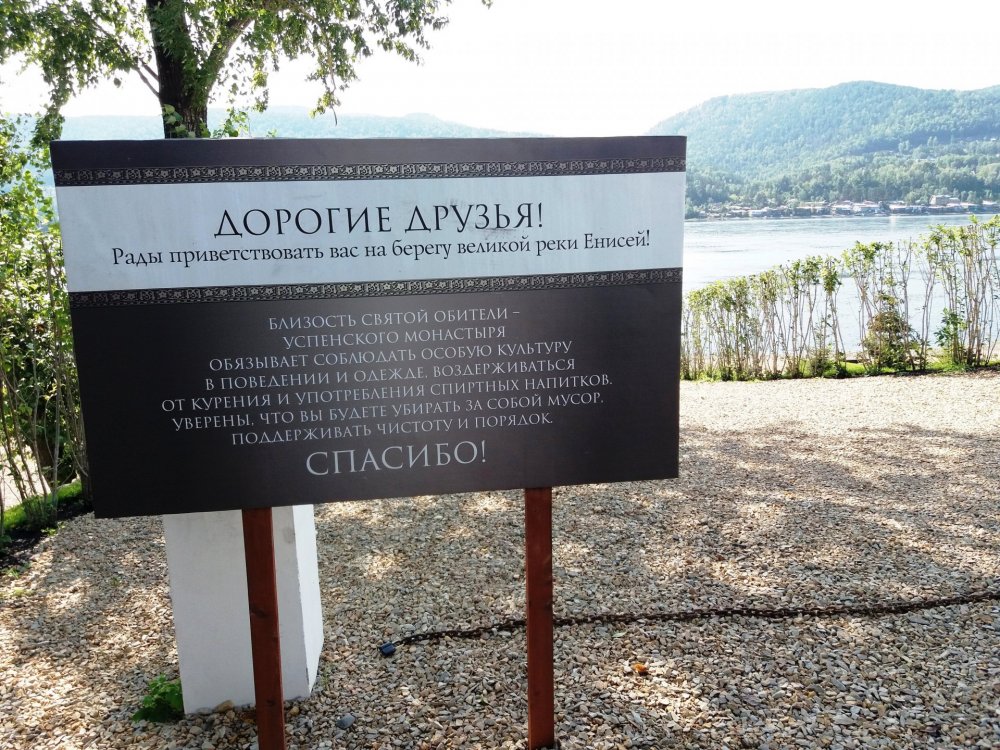 ДОРОГИЕ ДРУЗЬЯ!
Рады приветствовать вас на берегу великой реки Енисей!
БЛИЗОСТЬ СВЯТОЙ ОБИТЕЛИ –
УСПЕНСКОГО МОНАСТЫРЯ
ОБЯЗЫВАЕТ СОБЛЮДАТЬ ОСОБУЮ КУЛЬТУРУ
В ПОВЕДЕНИИ И ОДЕЖДЕ, ВОЗДЕРЖИВАТЬСЯ
ОТ КУРЕНИЯ И УПОТРЕБЛЕНИЯ СПИРТНЫХ НАПИТКОВ.
УВЕРЕНЫ, ЧТО ВЫ БУДЕТЕ УБИРАТЬ ЗА СОБОЙ МУСОР,
ПОДДЕРЖИВАТЬ ЧИСТОТУ И ПОРЯДОК.
СПАСИБО!